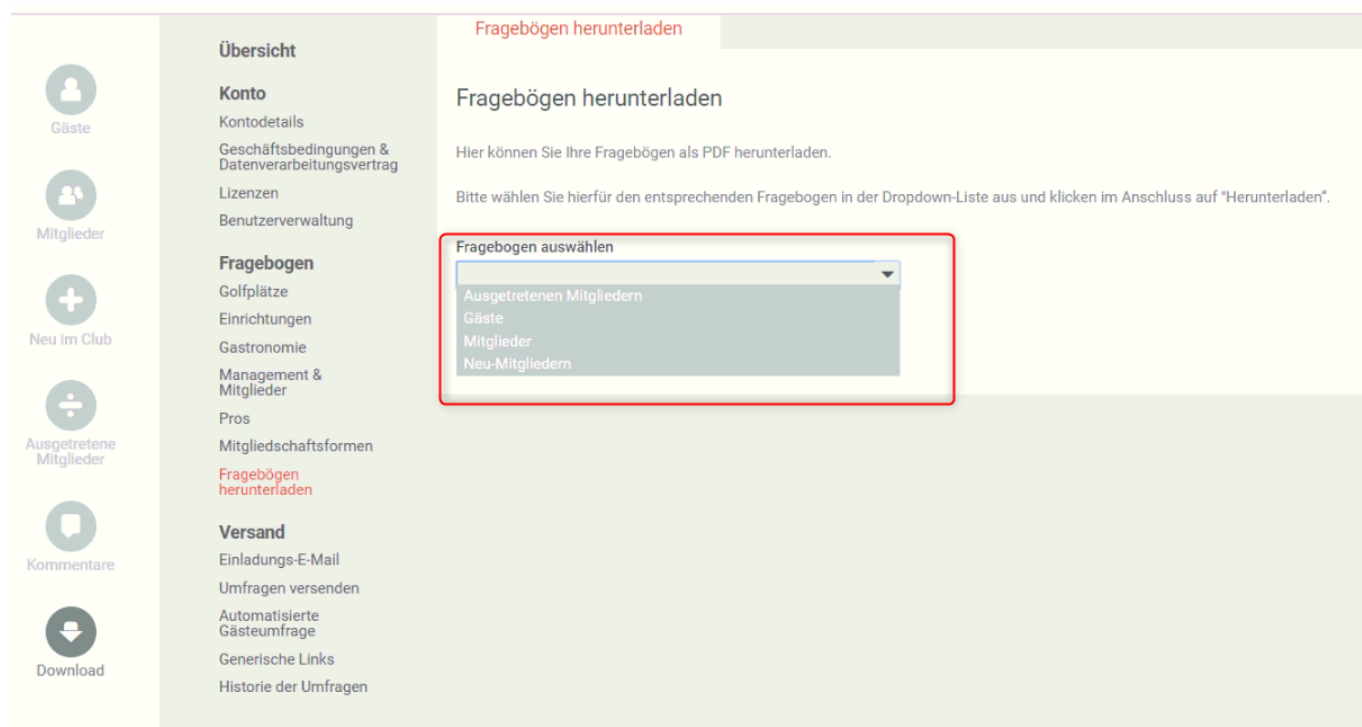 Gäste
Mitglieder
Neu im Club
Ausgetretene
Mitglieder
Kommentare
Download
Übersicht
Konto
Kontodetails
Geschäftsbedingungen &
Datenverarbeitungsvertrag
Lizenzen
Benutzerverwaltung
Fragebogen
Golfplätze
Einrichtungen
Gastronomie
Management &
Mitglieder
Pros
Mitgliedschaftsformen
Fragebögen
herunterladen
Versand
Einladungs-E-Mail
Umfragen versenden
Automatisierte
Gästeumfrage
Generische Links
Historie der Umfragen
Fragebögen herunterladen
Fragebögen herunterladen
Hier können Sie Ihre Fragebögen als PDF herunterladen.
Bitte wählen Sie hierfür den entsprechenden Fragebogen in der Dropdown-Liste aus und klicken im Anschluss auf "Herunterladen“.
Fragebogen auswählen
Ausgetretenen Mitgliedern
Gäste
Mitglieder
Neu-Mitgliedern